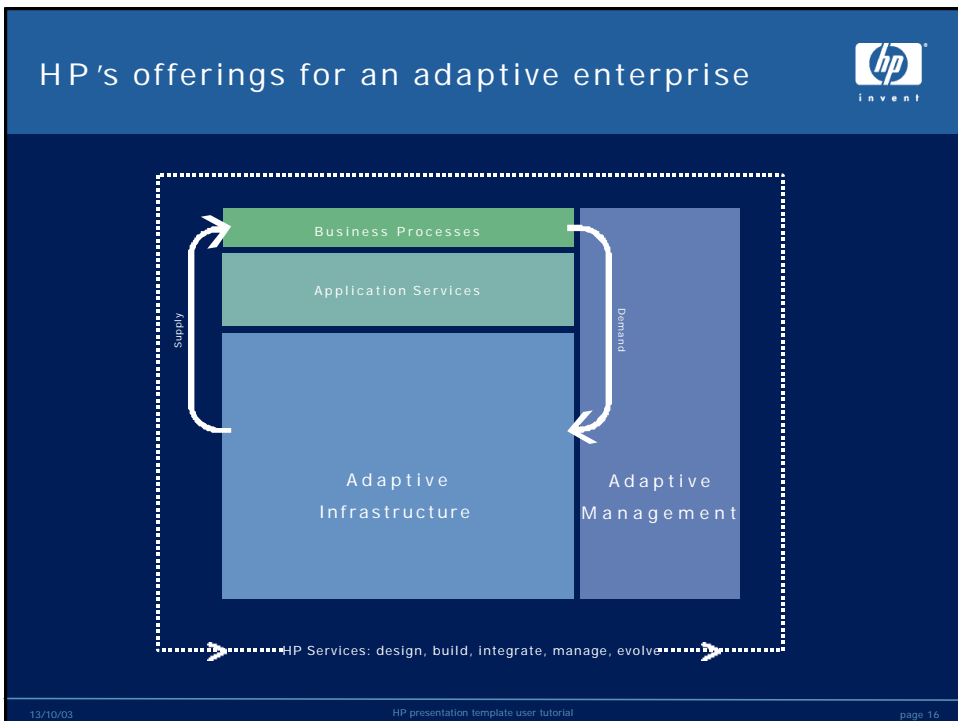 HP's offerings for an adaptive enterprise
hp
invent
Business Processes
Application Services
Supply
Demand
Adaptive
Infrastructure
Adaptive
Management
HP Services: design, build, integrate, manage, evolve
13/10/03
HP presentation template user tutorial
page 16